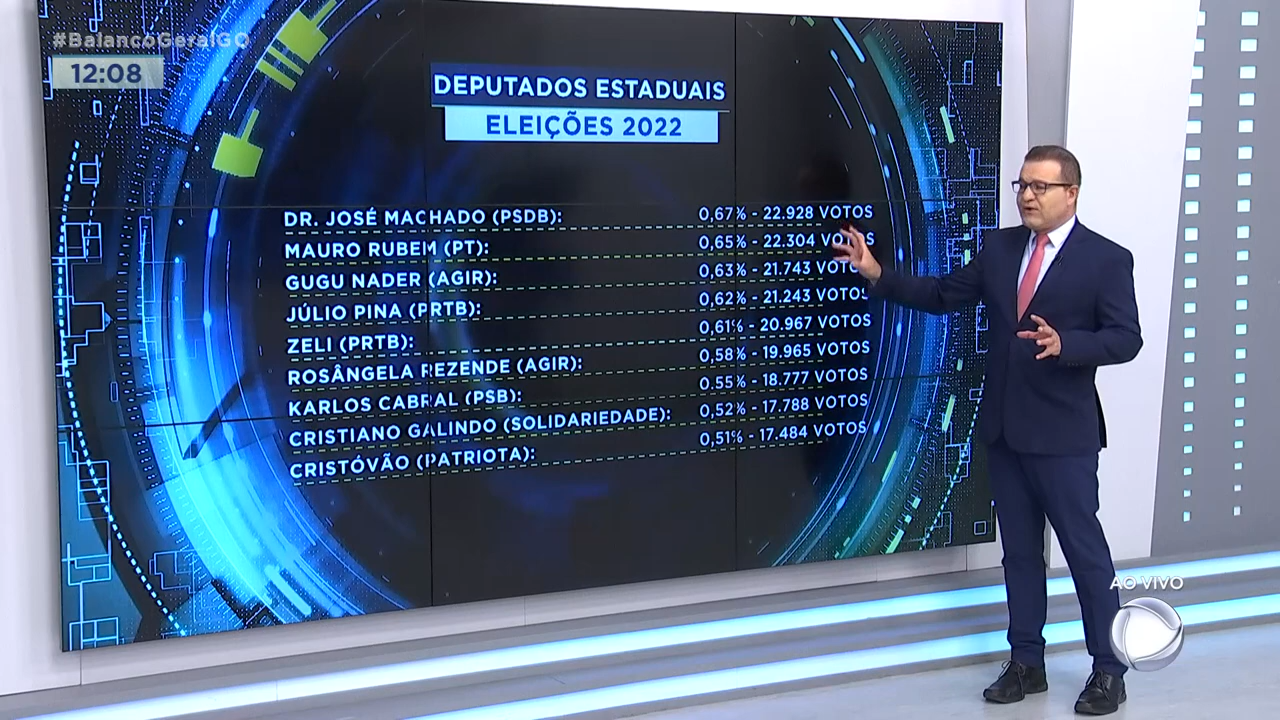 #BalancoGeralGO
12:08
DEPUTADOS ESTADUAIS
ELEIÇÕES 2022
DR. JOSÉ MACHADO (PSDB): 0,67% - 22.928 VOTOS
MAURO RUBEM (PT): 0,65% - 22.304 VOTOS
GUGU NADER (AGIR): 0,63% - 21.743 VOTOS
JÚLIO PINA (PRTB): 0,62% - 21.243 VOTOS
ZELI (PRTB): 0,61% - 20.967 VOTOS
ROSÂNGELA REZENDE (AGIR): 0,58% - 19.965 VOTOS
KARLOS CABRAL (PSB): 0.55% - 18.777 VOTOS
CRISTIANO GALINDO (SOLIDARIEDADE): 0,52% - 17.788 VOTOS
CRISTÓVÃO (PATRIOTA): 0,51% - 17.484 VOTOS
AO VIVO